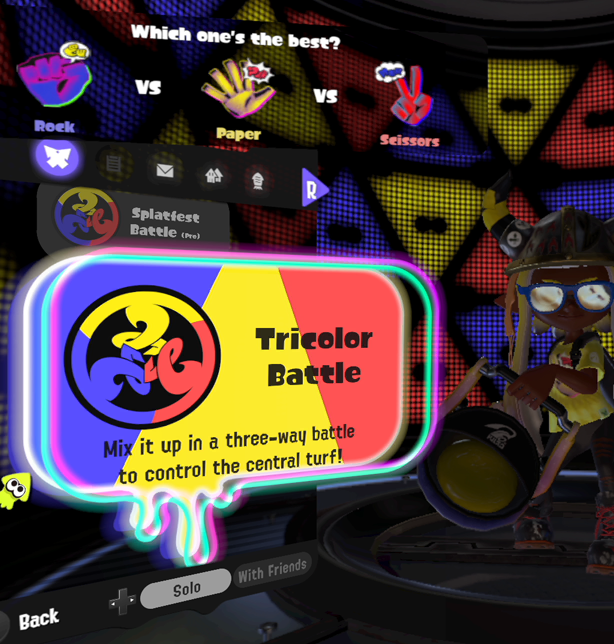 Which one's the best?
Rock
VS
Paper
VS
Scissors
R
Splatfest
Battle (Pro)
Tricolor
Battle
Mix it up in a three-way battle
to control the central turf!
Solo
With Friends
Back